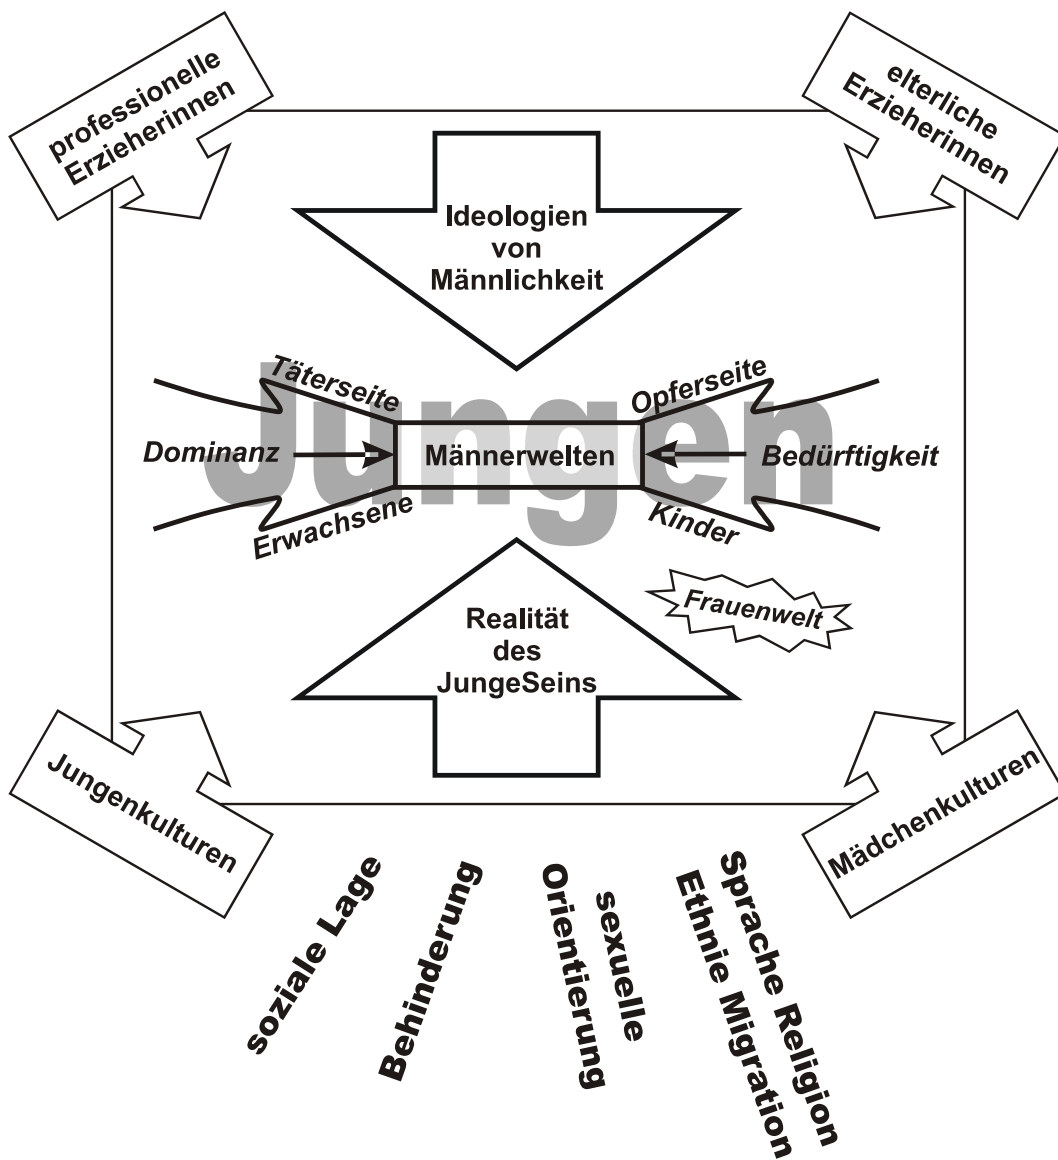 professionelle
Erzieherinnen
elterliche
Erzieherinnen
Ideologien
von
Männlichkeit
Jungen
Täterseite
Opferseite
Dominanz
Männerwelten
Bedürftigkeit
Erwachsene
Kinder
Frauenwelt
Realität
des
JungeSeins
Jungenkulturen
Mädchenkulturen
soziale Lage
Behinderung
sexuelle
Orientierung
Sprache Religion
Ethnie Migration